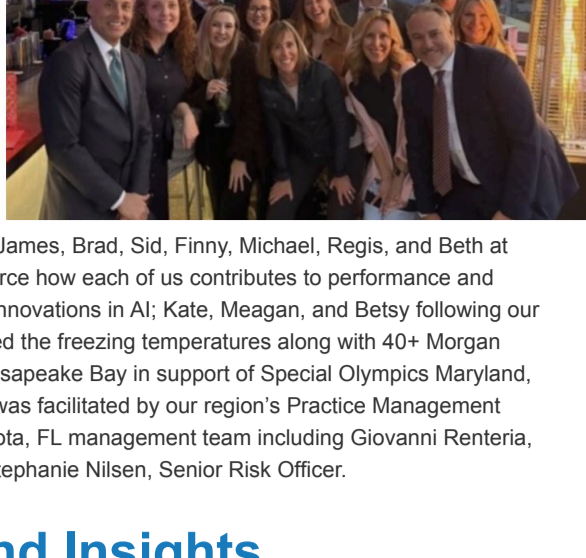 James, Brad, Sid, Finny, Michael, Regis, and Beth at
rce how each of us contributes to performance and
nnovations in AI; Kate, Meagan, and Betsy following our
ed the freezing temperatures along with 40+ Morgan
sapeake Bay in support of Special Olympics Maryland,
was facilitated by our region’s Practice Management
ota, FL management team including Giovanni Renteria,
tephanie Nilsen, Senior Risk Officer.
nd Insights